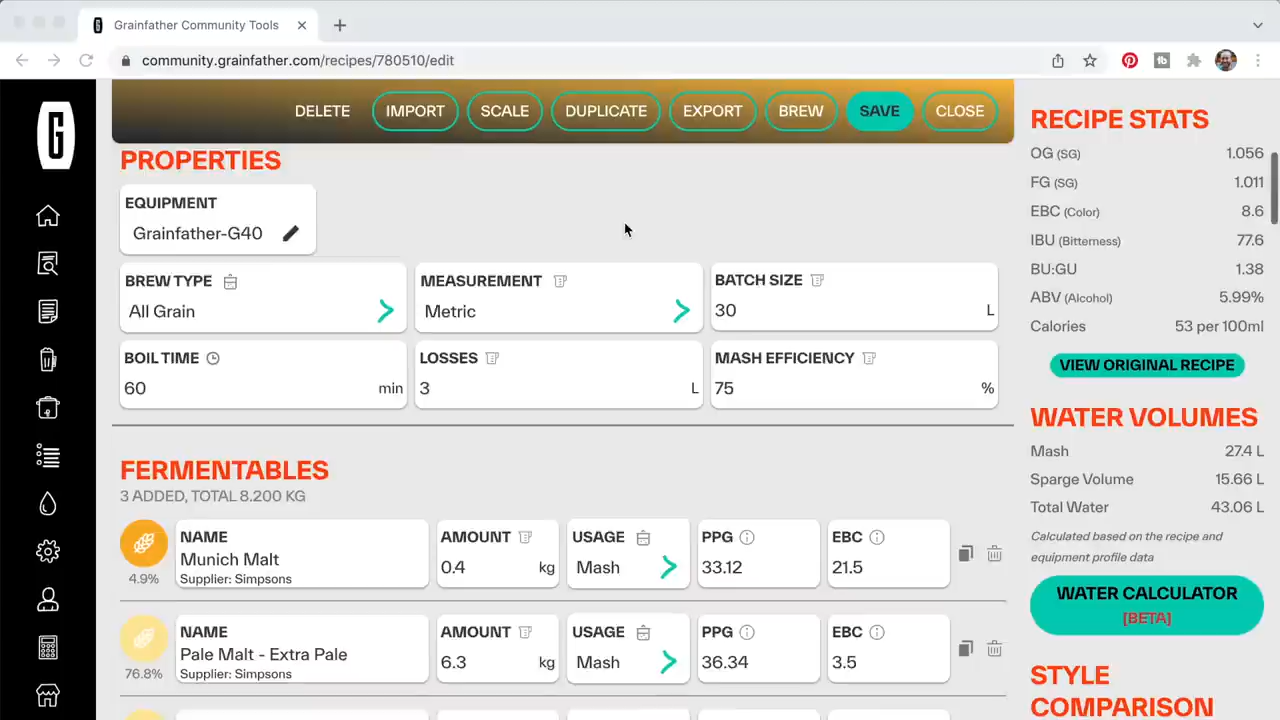 Grainfather Community Tools
community.grainfather.com/recipes/780510/edit
DELETE IMPORT SCALE DUPLICATE EXPORT BREW SAVE CLOSE
PROPERTIES
EQUIPMENT
Grainfather-G40
BREW TYPE MEASUREMENT BATCH SIZE
All Grain Metric 30 L
BOIL TIME LOSSES MASH EFFICIENCY
60 min 3 L 75 %
FERMENTABLES
3 ADDED, TOTAL 8.200 KG
NAME AMOUNT USAGE PPG EBC
Munich Malt 0.4 kg Mash 33.12 21.5
Supplier: Simpsons
4.9%
NAME AMOUNT USAGE PPG EBC
Pale Malt - Extra Pale 6.3 kg Mash 36.34 3.5
Supplier: Simpsons
76.8%
RECIPE STATS
OG (SG) 1.056
FG (SG) 1.011
EBC (Color) 8.6
IBU (Bitterness) 77.6
BU:GU 1.38
ABV (Alcohol) 5.99%
Calories 53 per 100ml
VIEW ORIGINAL RECIPE
WATER VOLUMES
Mash 27.4 L
Sparge Volume 15.66 L
Total Water 43.06 L
Calculated based on the recipe and
equipment profile data
WATER CALCULATOR
[BETA]
STYLE
COMPARISON